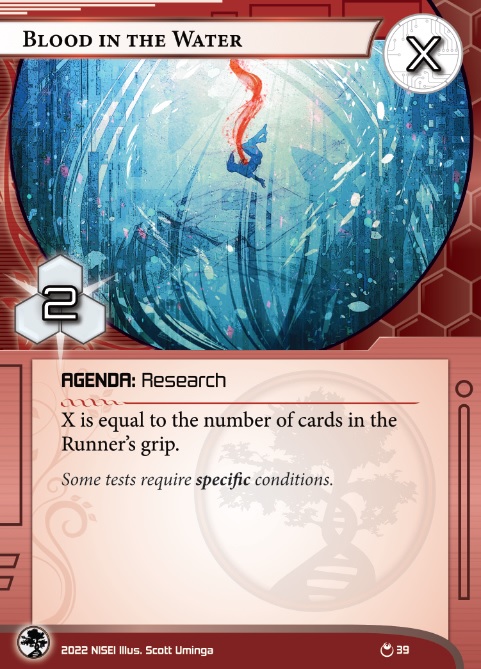 Blood in the Water
X
2
AGENDA: Research
X is equal to the number of cards in the
Runner's grip.
Some tests require specific conditions.
2022 NISEI Illus. Scott Uminga
39